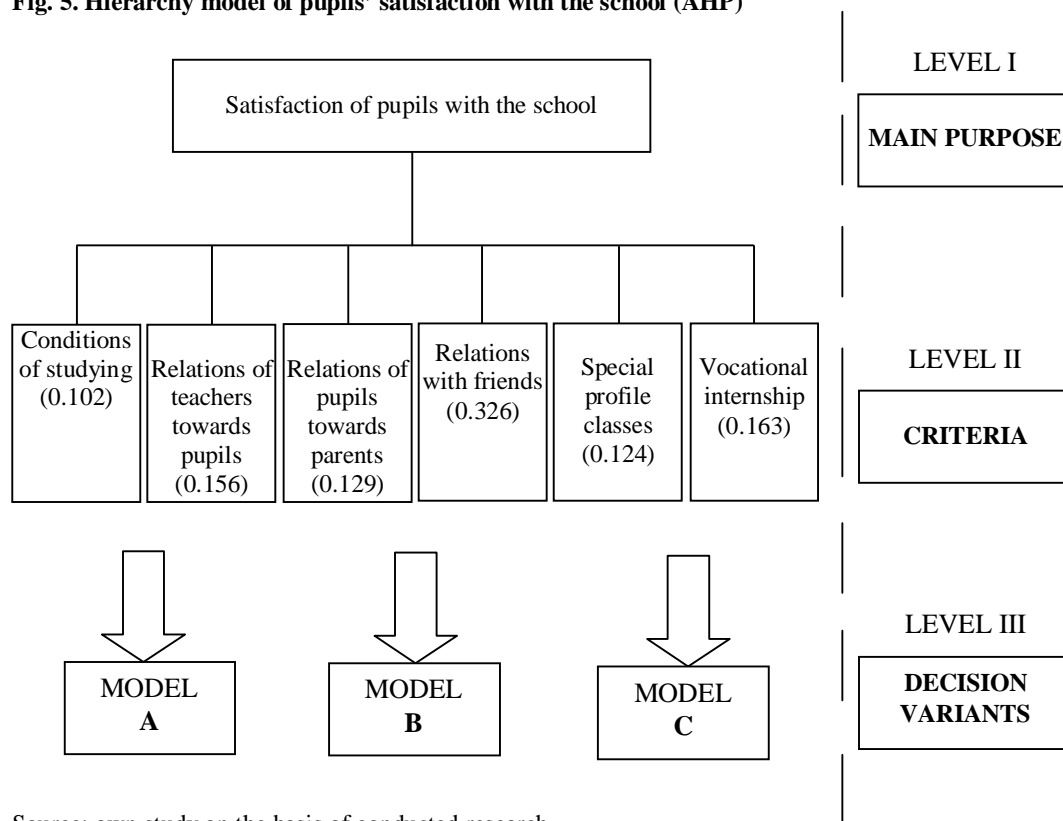 Fig. 5. Hierarchy model of pupils' satisfaction with the school (AHP)
Satisfaction of pupils with the school
LEVEL I
MAIN PURPOSE
Conditions
of studying
(0.102)
Relations of
teachers
towards
pupils
(0.156)
Relations of
pupils
towards
parents
(0.129)
Relations
with friends
(0.326)
Special
profile
classes
(0.124)
Vocational
internship
(0.163)
LEVEL II
CRITERIA
MODEL
A
MODEL
B
MODEL
C
LEVEL III
DECISION
VARIANTS
Source: own study on the basis of conducted research